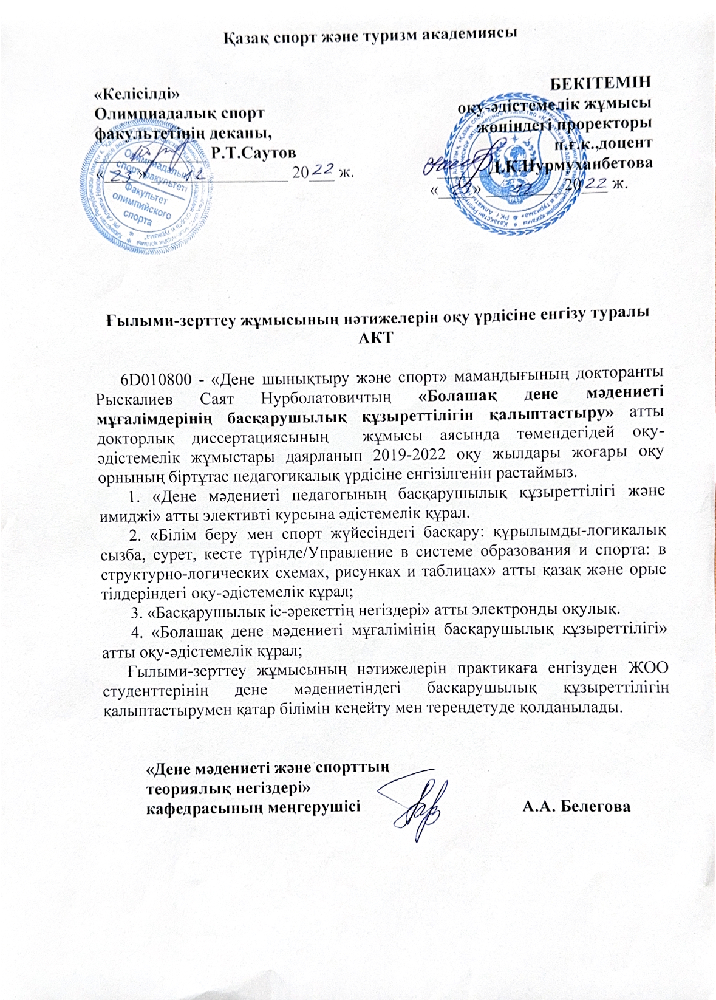 Қазақ спорт және туризм академиясы
«Келісілді»
Олимпиадалық спорт
факультетінің деканы,
Р.Т.Саутов
«23» 12 2022 ж.
БЕКІТЕМІН
оқу-әдістемелік жұмысы
жөніндегі проректоры
п.ғ.к.,доцент
Д.К.Нурмуханбетова
«23» 12 2022 ж.
Олимпиадалық
спорт факультеті
Факультет
олимпийского
спорта
Ғылыми-зерттеу жұмысының нәтижелерін оқу үрдісіне енгізу туралы
АКТ
6D010800 - «Дене шынықтыру және спорт» мамандығының докторанты
Рыскалиев Саят Нурболатовичтың «Болашақ дене мәдениеті
мұғалімдерінің басқарушылық құзыреттілігін қалыптастыру» атты
докторлық диссертациясының жұмысы аясында төмендегідей оқу-
әдістемелік жұмыстары даярланып 2019-2022 оқу жылдары жоғары оқу
орнының біртұтас педагогикалық үрдісіне енгізілгенін растаймыз.
1. «Дене мәдениеті педагогының басқарушылық құзыреттілігі және
имиджі» атты элективті курсына әдістемелік құрал.
2. «Білім беру мен спорт жүйесіндегі басқару: құрылымды-логикалық
сызба, сурет, кесте түрінде/Управление в системе образования и спорта: в
структурно-логических схемах, рисунках и таблицах» атты қазақ және орыс
тілдеріндегі оқу-әдістемелік құрал;
3. «Басқарушылық іс-әрекеттің негіздері» атты электронды оқулық.
4. «Болашақ дене мәдениеті мұғалімінің басқарушылық құзыреттілігі»
атты оқу-әдістемелік құрал;
Ғылыми-зерттеу жұмысының нәтижелерін практикаға енгізуден ЖОО
студенттерінің дене мәдениетіндегі басқарушылық құзыреттілігін
қалыптастырумен қатар білімін кеңейту мен тереңдетуде қолданылады.
«Дене мәдениеті және спорттың
теориялық негіздері»
кафедрасының меңгерушісі
А.А. Белегова